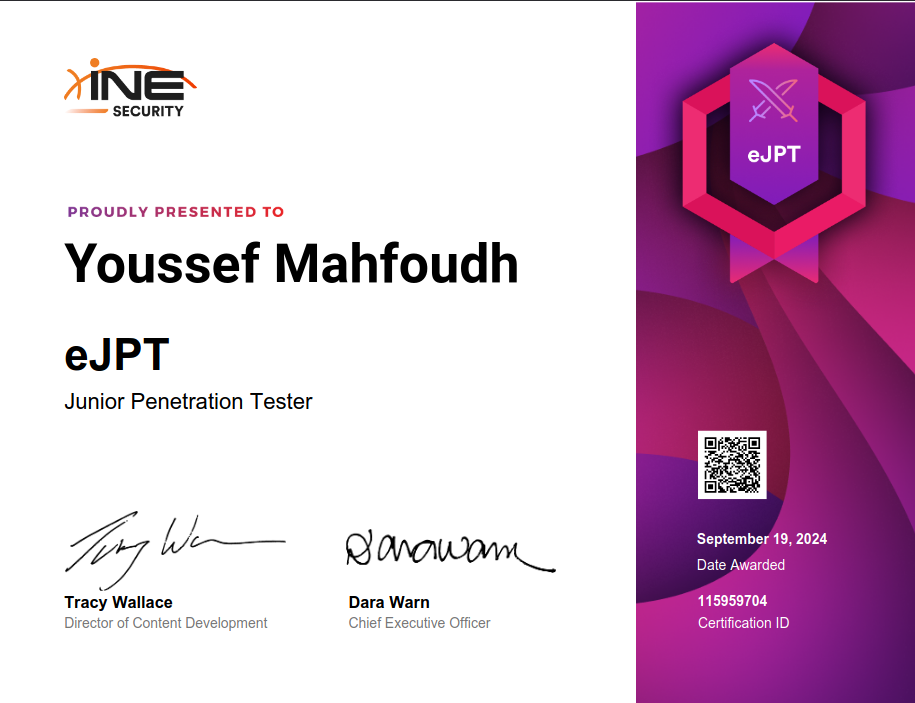 iNE
SECURITY
PROUDLY PRESENTED TO
Youssef Mahfoudh
eJPT
Junior Penetration Tester
Tracy Wallace
Director of Content Development
Dara Warn
Chief Executive Officer
eJPT
September 19, 2024
Date Awarded
115959704
Certification ID